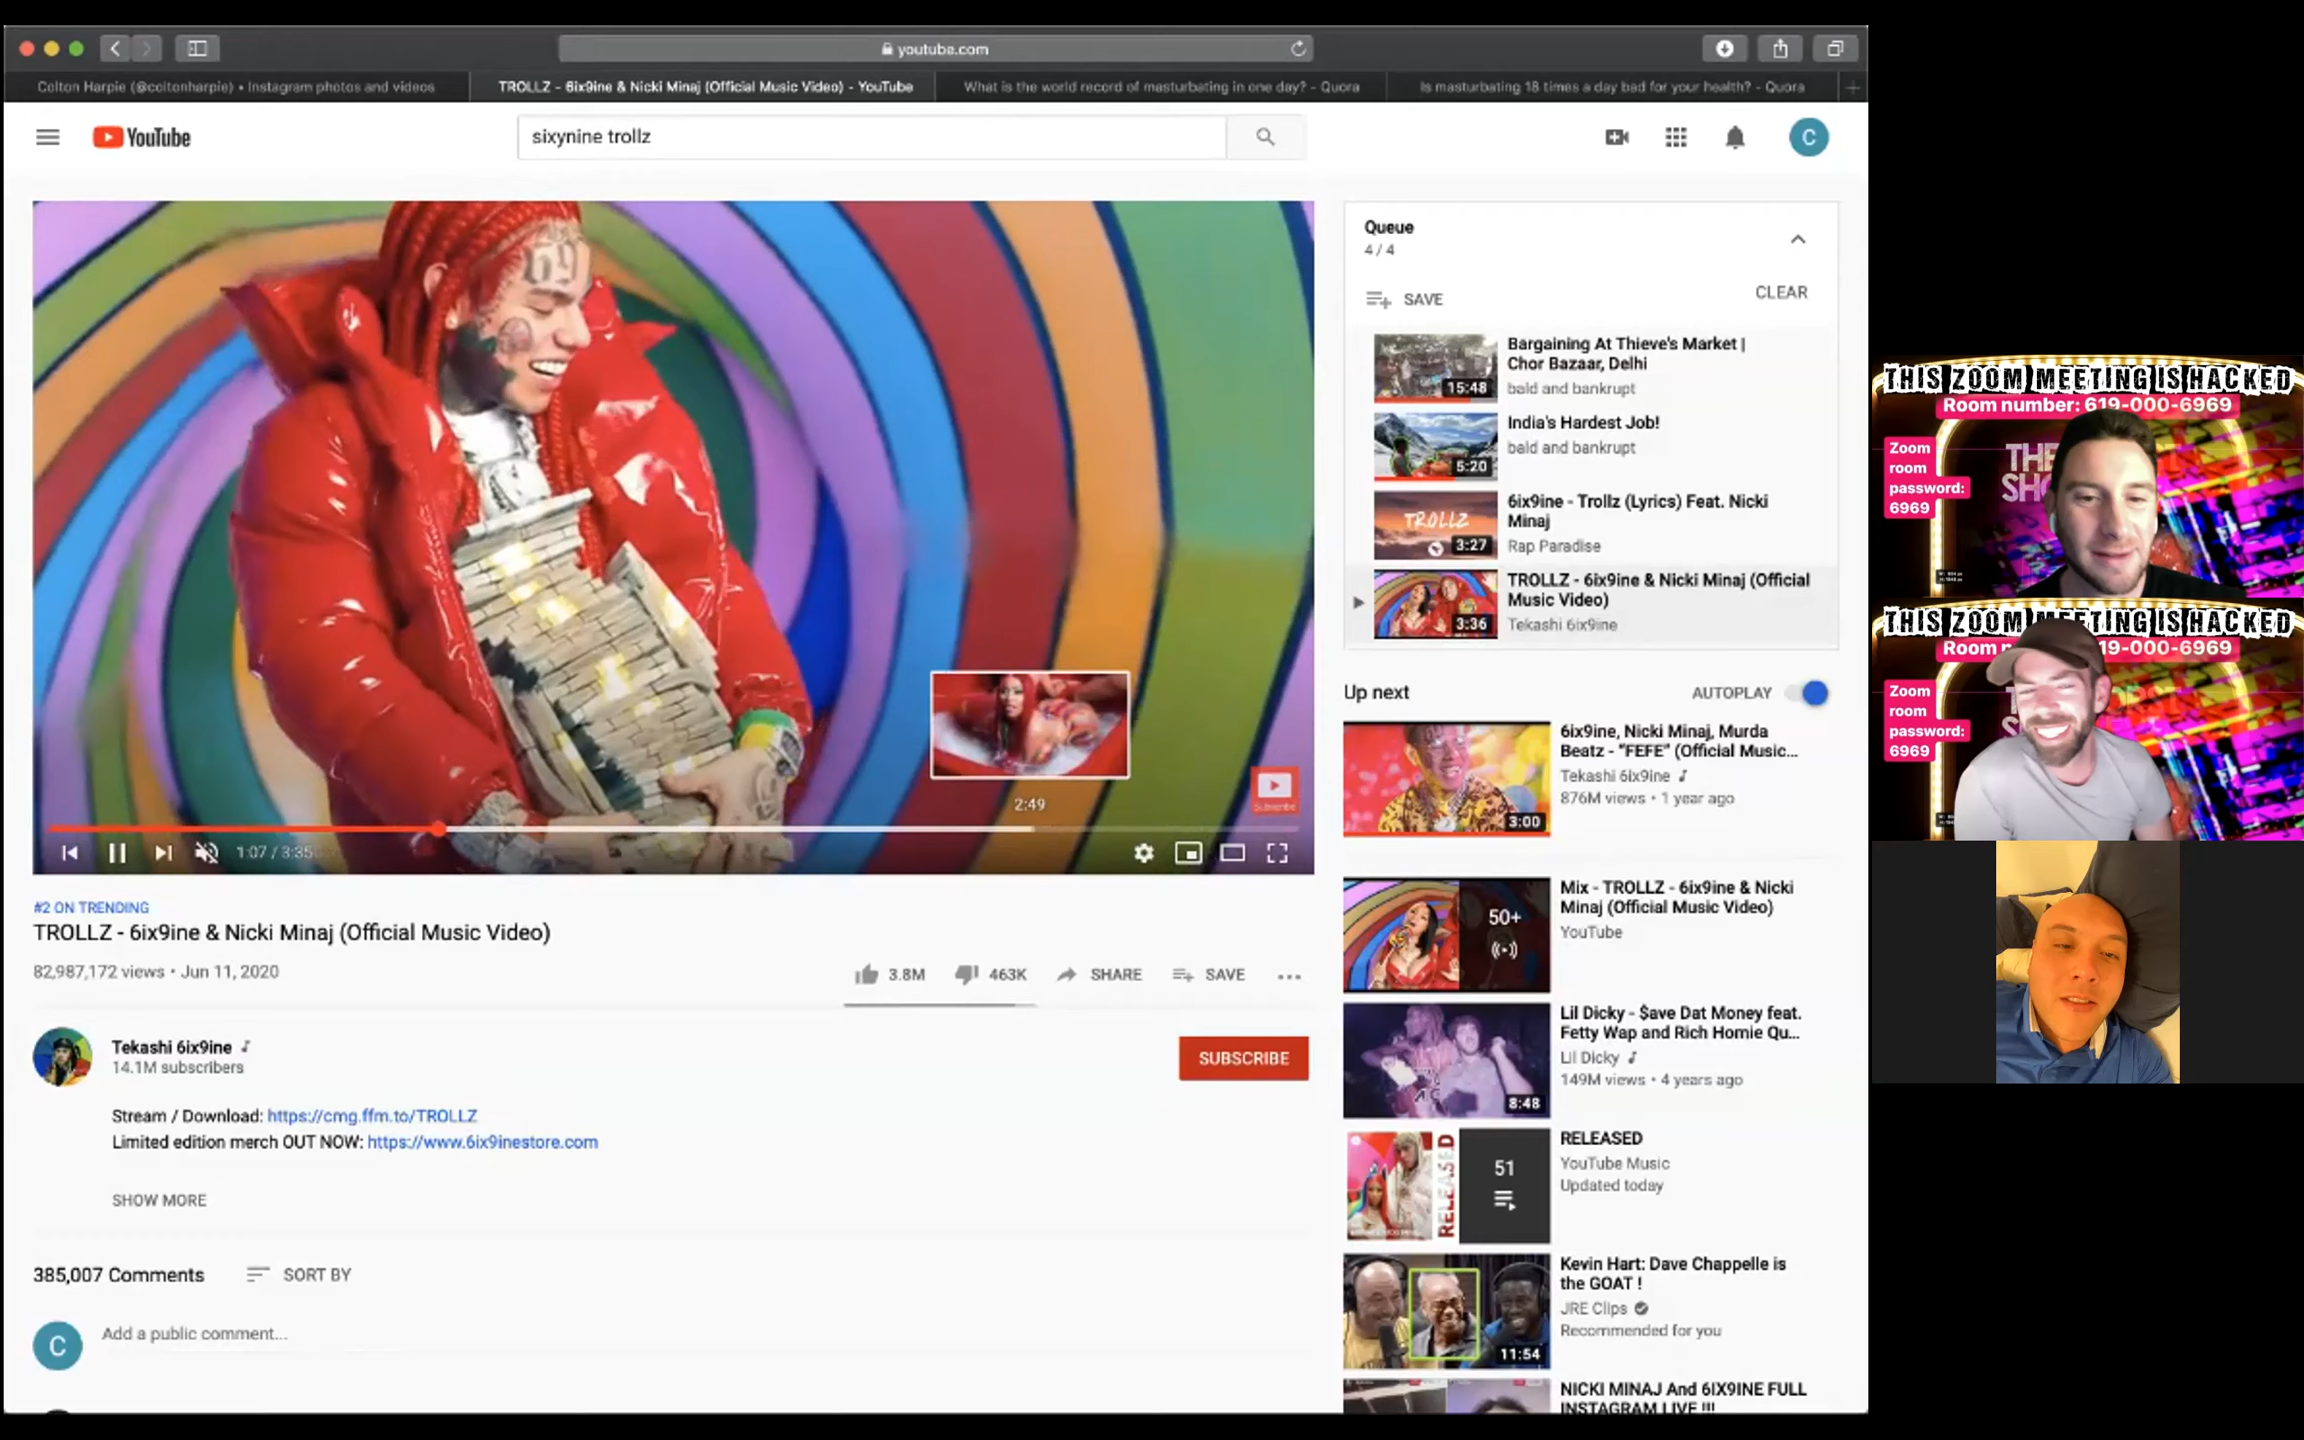 youtube.com
Colton Harpie (@coltonharpie) • Instagram photos and videos
TROLLZ - 6ix9ine & Nicki Minaj (Official Music Video) - YouTube
What is the world record of masturbating in one day? - Quora
Is masturbating 18 times a day bad for your health? - Quora
YouTube
sixynine trollz
C
69
2:49
Subscribe
1:07 / 3:35
#2 ON TRENDING
TROLLZ - 6ix9ine & Nicki Minaj (Official Music Video)
82,987,172 views • Jun 11, 2020
3.8M
463K
SHARE
SAVE
Tekashi 6ix9ine
14.1M subscribers
SUBSCRIBE
Stream / Download: https://cmg.ffm.to/TROLLZ
Limited edition merch OUT NOW: https://www.6ix9inestore.com
SHOW MORE
385,007 Comments
SORT BY
C
Add a public comment...
Queue
4 / 4
SAVE
CLEAR
15:48
Bargaining At Thieve's Market |
Chor Bazaar, Delhi
bald and bankrupt
5:20
India's Hardest Job!
bald and bankrupt
TROLLZ
3:27
6ix9ine - Trollz (Lyrics) Feat. Nicki
Minaj
Rap Paradise
3:36
TROLLZ - 6ix9ine & Nicki Minaj (Official
Music Video)
Tekashi 6ix9ine
Up next
AUTOPLAY
3:00
6ix9ine, Nicki Minaj, Murda
Beatz - "FEFE" (Official Music...
Tekashi 6ix9ine
876M views • 1 year ago
50+
Mix - TROLLZ - 6ix9ine & Nicki
Minaj (Official Music Video)
YouTube
8:48
Lil Dicky - $ave Dat Money feat.
Fetty Wap and Rich Homie Qu...
Lil Dicky
149M views • 4 years ago
RELEASED
51
RELEASED
YouTube Music
Updated today
11:54
Kevin Hart: Dave Chappelle is
the GOAT !
JRE Clips
Recommended for you
NICKI MINAJ And 6IX9INE FULL
INSTAGRAM LIVE !!!
THIS ZOOM MEETING IS HACKED
Room number: 619-000-6969
Zoom
room
password:
6969
THE
SH
THIS ZOOM MEETING IS HACKED
Room 19-000-6969
Zoom
room
password:
6969